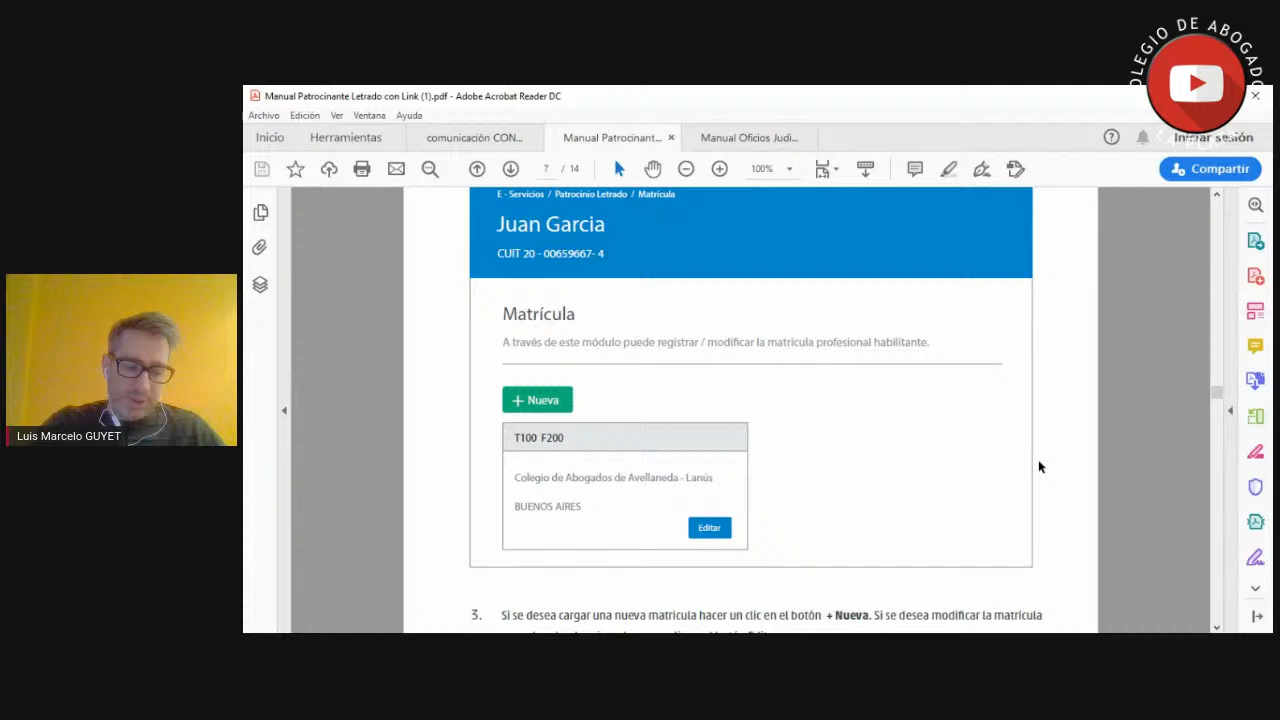 COLEGIO DE ABOGADO
Manual Patrocinante Letrado con Link (1).pdf - Adobe Acrobat Reader DC
Archivo Edición Ver Ventana Ayuda
Inicio Herramientas comunicación CON... Manual Patrocinant... × Manual Oficios Judi... Iniciar sesión
7 / 14 100% Compartir
E - Servicios / Patrocinio Letrado / Matrícula
Juan Garcia
CUIT 20 - 00659667- 4
Matrícula
A través de este módulo puede registrar / modificar la matrícula profesional habilitante.
+ Nueva
T100 F200
Colegio de Abogados de Avellaneda - Lanús
BUENOS AIRES
Editar
3. Si se desea cargar una nueva matrícula hacer un clic en el botón + Nueva. Si se desea modificar la matrícula
Luis Marcelo GUYET